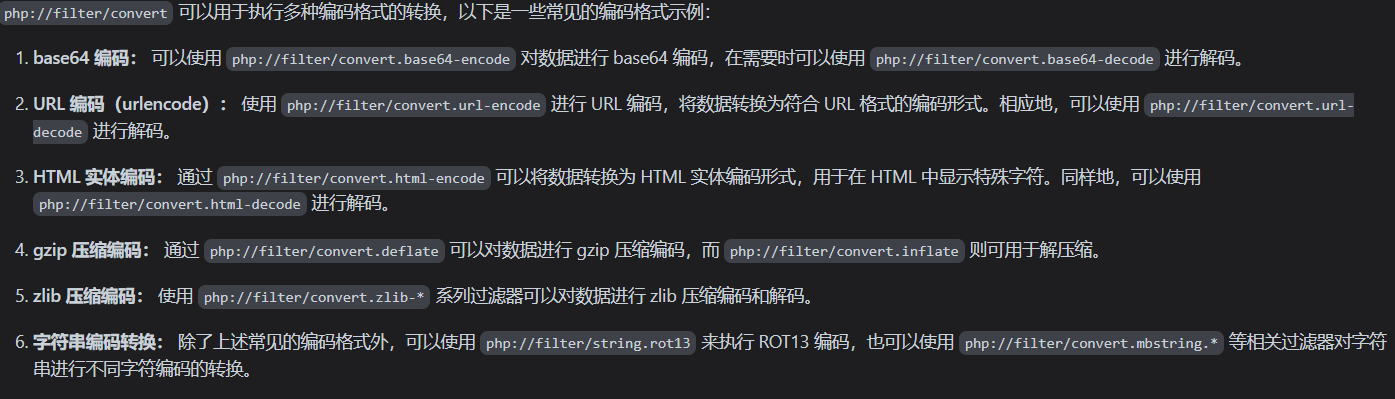 php://filter/convert 可以用于执行多种编码格式的转换，以下是一些常见的编码格式示例：
1. base64 编码： 可以使用 php://filter/convert.base64-encode 对数据进行 base64 编码，在需要时可以使用 php://filter/convert.base64-decode 进行解码。
2. URL 编码（urlencode）： 使用 php://filter/convert.url-encode 进行 URL 编码，将数据转换为符合 URL 格式的编码形式。相应地，可以使用 php://filter/convert.url-
decode 进行解码。
3. HTML 实体编码： 通过 php://filter/convert.html-encode 可以将数据转换为 HTML 实体编码形式，用于在 HTML 中显示特殊字符。同样地，可以使用
php://filter/convert.html-decode 进行解码。
4. gzip 压缩编码： 通过 php://filter/convert.deflate 可以对数据进行 gzip 压缩编码，而 php://filter/convert.inflate 则可用于解压缩。
5. zlib 压缩编码： 使用 php://filter/convert.zlib-* 系列过滤器可以对数据进行 zlib 压缩编码和解码。
6. 字符串编码转换： 除了上述常见的编码格式外，可以使用 php://filter/string.rot13 来执行 ROT13 编码，也可以使用 php://filter/convert.mbstring.* 等相关过滤器对字符
串进行不同字符编码的转换。